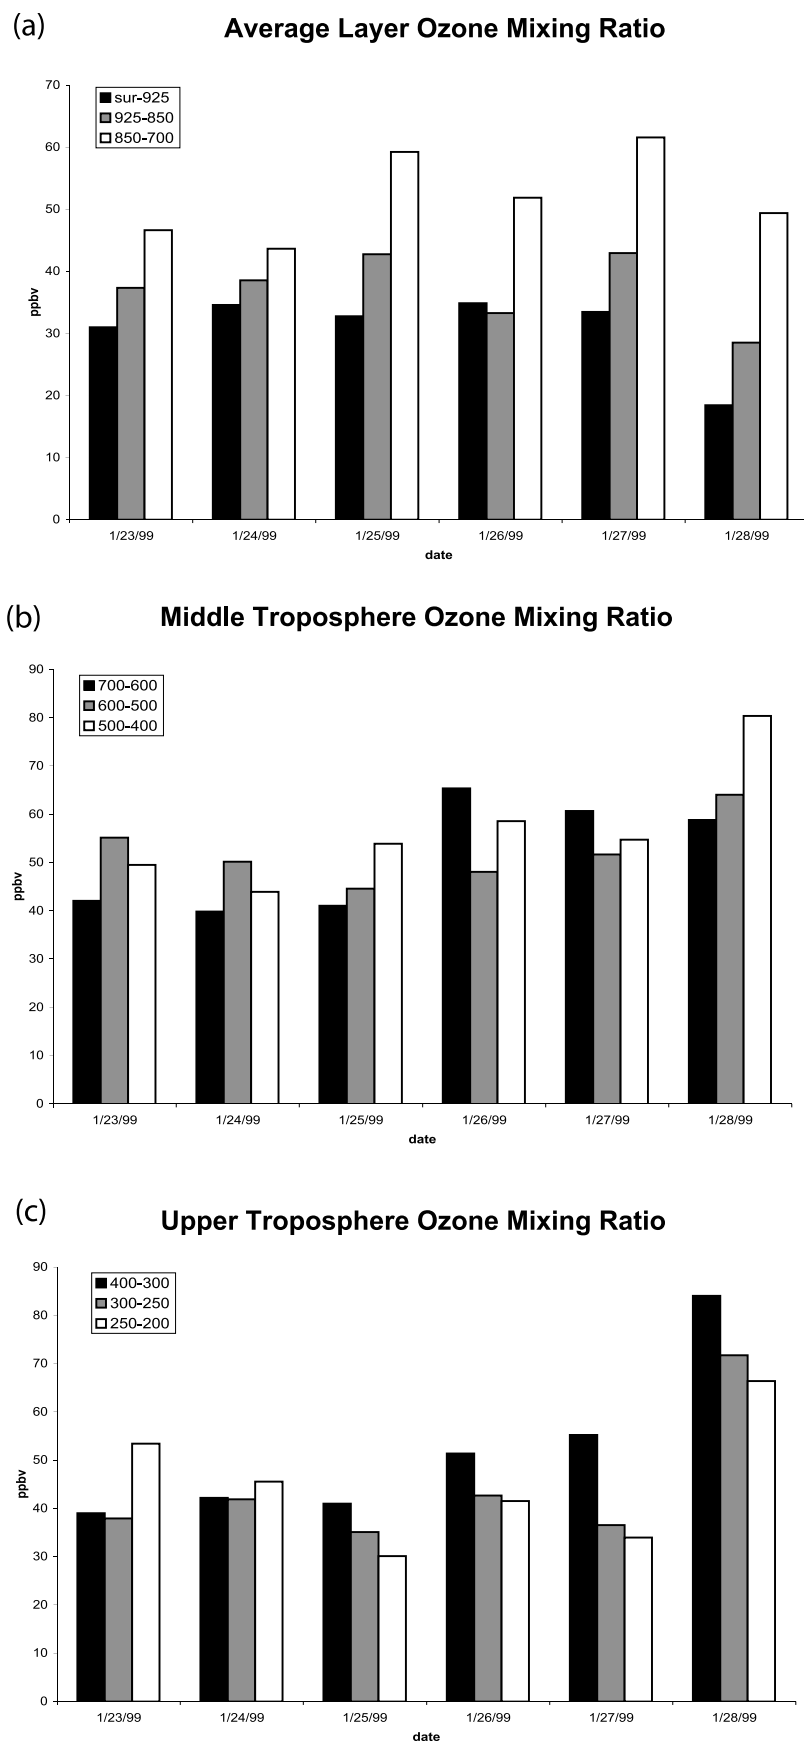 (a)
Average Layer Ozone Mixing Ratio
70
60
50
40
30
20
10
0
ppbv
sur-925
925-850
850-700
1/23/99 1/24/99 1/25/99 1/26/99 1/27/99 1/28/99
date
(b)
Middle Troposphere Ozone Mixing Ratio
90
80
70
60
50
40
30
20
10
0
ppbv
700-600
600-500
500-400
1/23/99 1/24/99 1/25/99 1/26/99 1/27/99 1/28/99
date
(c)
Upper Troposphere Ozone Mixing Ratio
90
80
70
60
50
40
30
20
10
0
ppbv
400-300
300-250
250-200
1/23/99 1/24/99 1/25/99 1/26/99 1/27/99 1/28/99
date